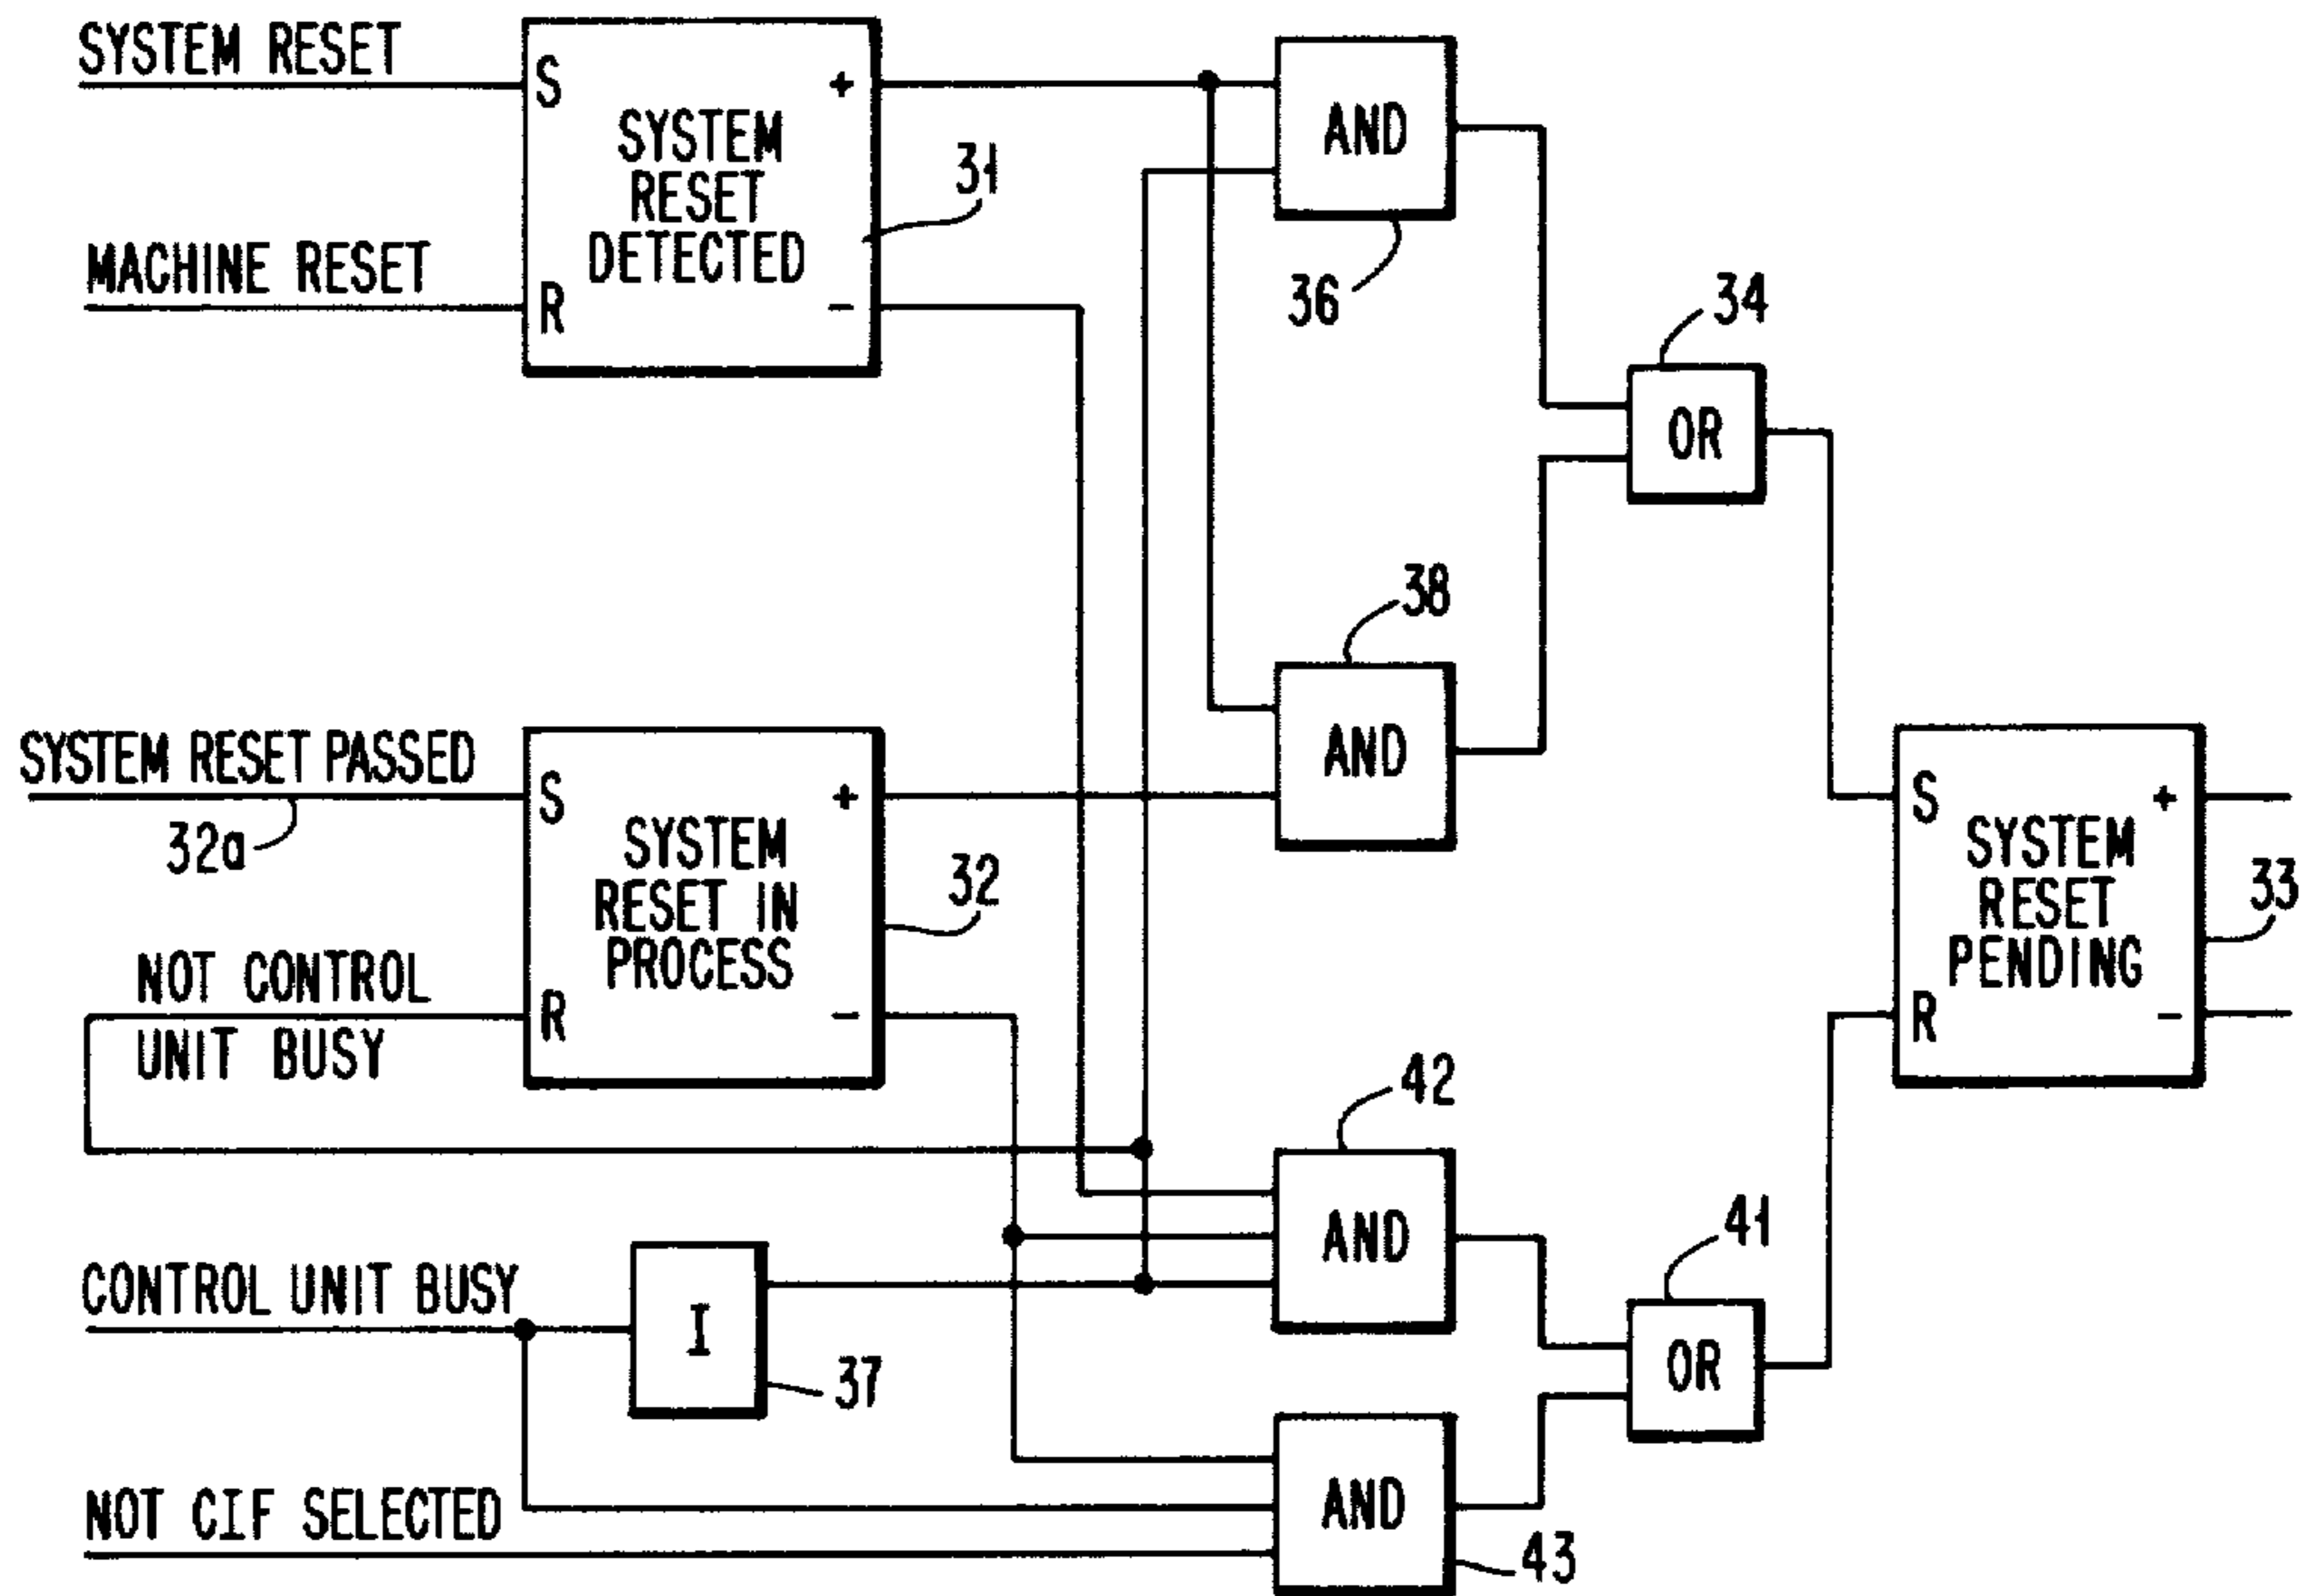 SYSTEM RESET
S
+
SYSTEM
RESET
DETECTED
31
MACHINE RESET
R
-
AND
36
34
OR
38
AND
SYSTEM RESET PASSED
32a
S
+
SYSTEM
RESET IN
PROCESS
32
NOT CONTROL
UNIT BUSY
R
-
S
+
SYSTEM
RESET
PENDING
33
R
-
42
AND
41
OR
CONTROL UNIT BUSY
I
37
NOT CIF SELECTED
AND
43